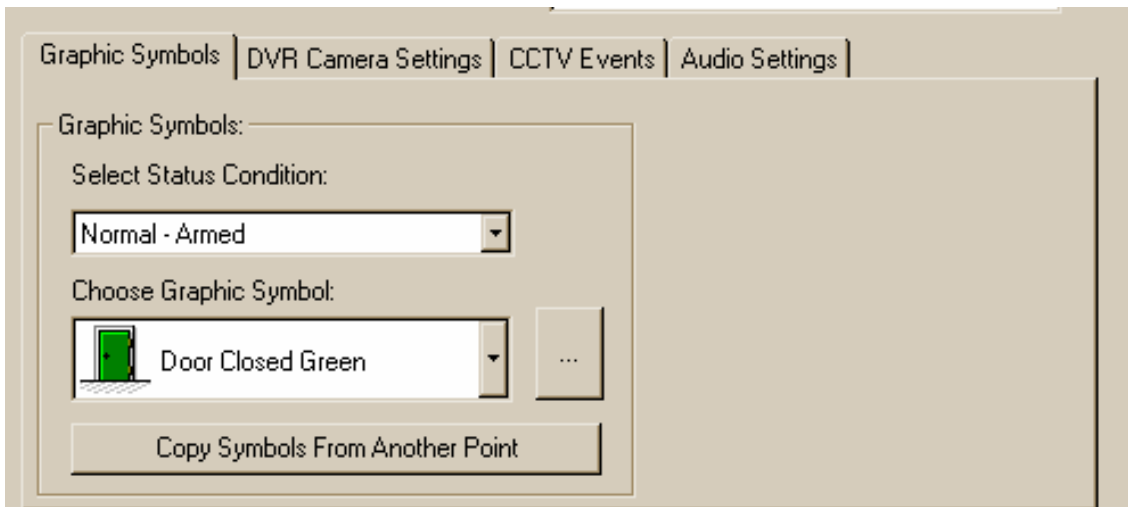 Graphic Symbols DVR Camera Settings CCTV Events Audio Settings
Graphic Symbols:
Select Status Condition:
Normal - Armed
Choose Graphic Symbol:
Door Closed Green ...
Copy Symbols From Another Point